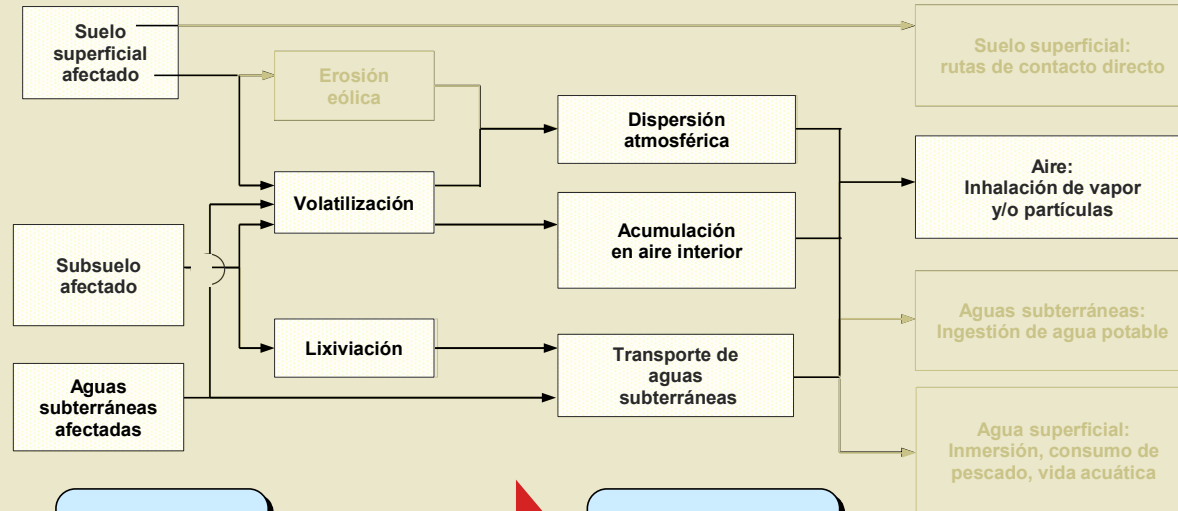 Suelo
superficial
afectado
Erosión
eólica
Suelo superficial:
rutas de contacto directo
Dispersión
atmosférica
Aire:
Inhalación de vapor
y/o partículas
Volatilización
Acumulación
en aire interior
Subsuelo
afectado
Aguas subterráneas:
Ingestión de agua potable
Lixiviación
Transporte de
aguas
subterráneas
Aguas
subterráneas
afectadas
Agua superficial:
Inmersión, consumo de
pescado, vida acuática